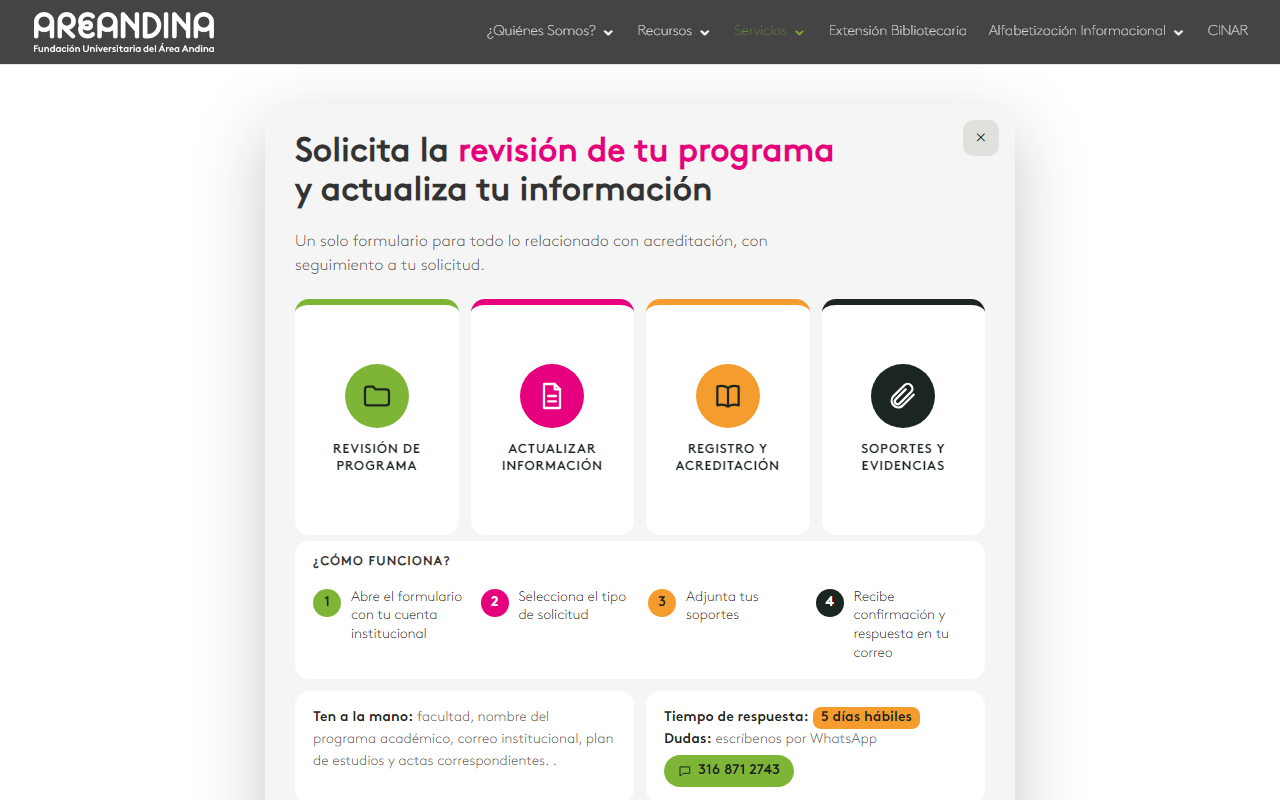 AREANDINA
Fundación Universitaria del Área Andina
¿Quiénes Somos?
Recursos
Servicios
Extensión Bibliotecaria
Alfabetización Informacional
CINAR
×
Solicita la revisión de tu programa
y actualiza tu información
Un solo formulario para todo lo relacionado con acreditación, con
seguimiento a tu solicitud.
REVISIÓN DE
PROGRAMA
ACTUALIZAR
INFORMACIÓN
REGISTRO Y
ACREDITACIÓN
SOPORTES Y
EVIDENCIAS
¿CÓMO FUNCIONA?
1
Abre el formulario
con tu cuenta
institucional
2
Selecciona el tipo
de solicitud
3
Adjunta tus
soportes
4
Recibe
confirmación y
respuesta en tu
correo
Ten a la mano: facultad, nombre del
programa académico, correo institucional, plan
de estudios y actas correspondientes. .
Tiempo de respuesta: 5 días hábiles
Dudas: escríbenos por WhatsApp
316 871 2743